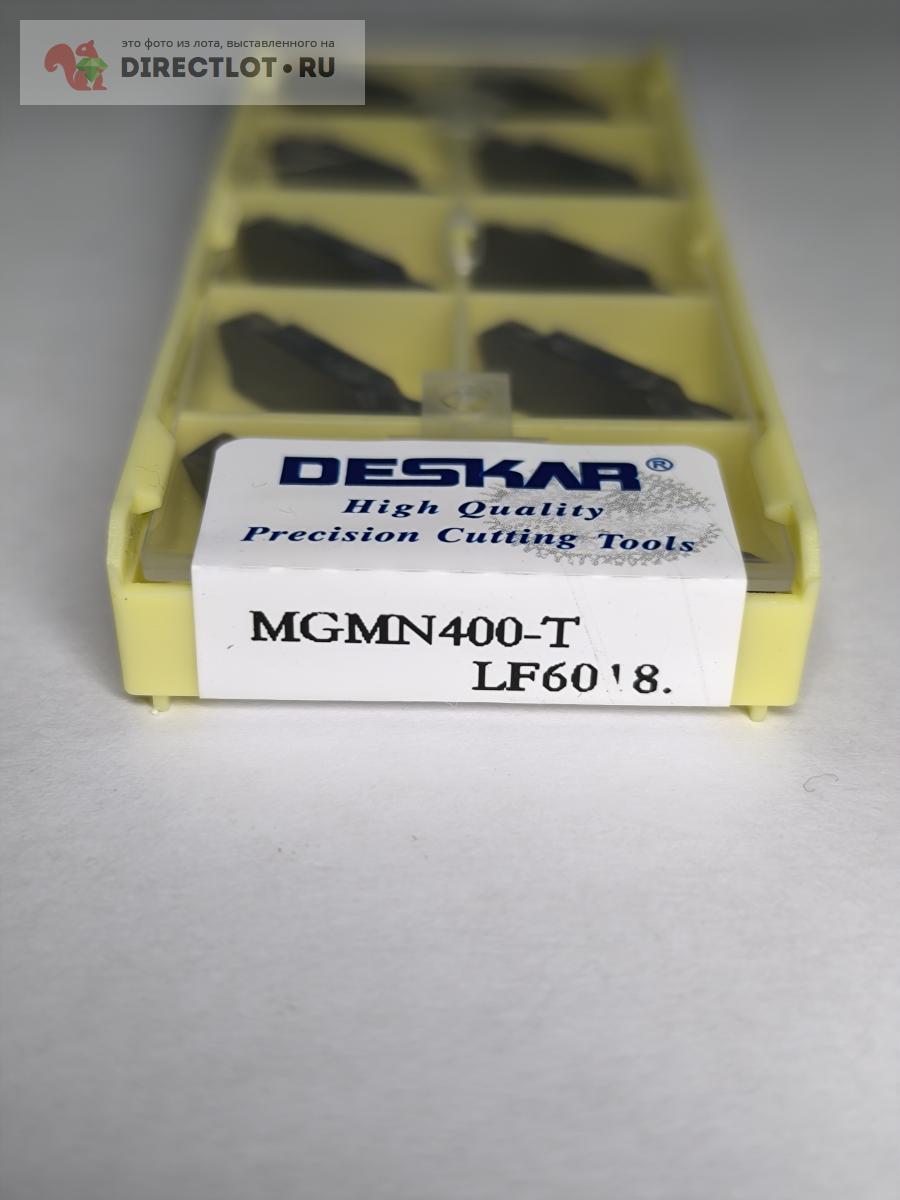 это фото из лота, выставленного на
DIRECTLOT•RU
DESKAR®
High Quality
Precision Cutting Tools
MGMN400-T
LF6018.